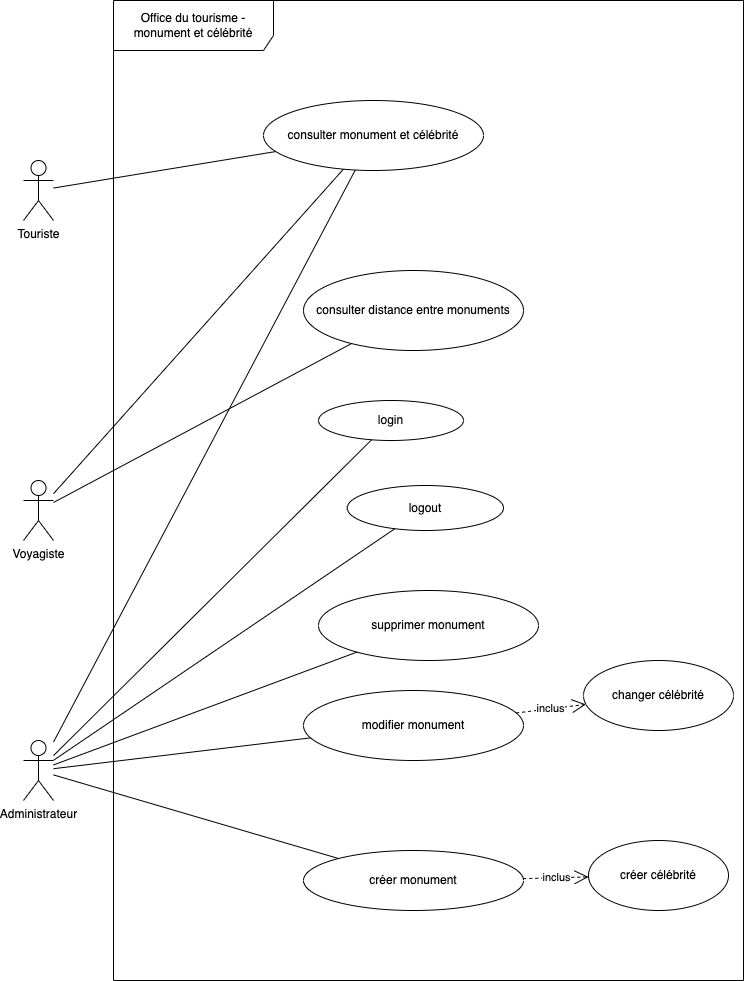 Office du tourisme -
monument et célébrité
consulter monument et célébrité
Touriste
consulter distance entre monuments
login
logout
Voyagiste
supprimer monument
changer célébrité
inclus
modifier monument
Administrateur
créer monument
inclus
créer célébrité